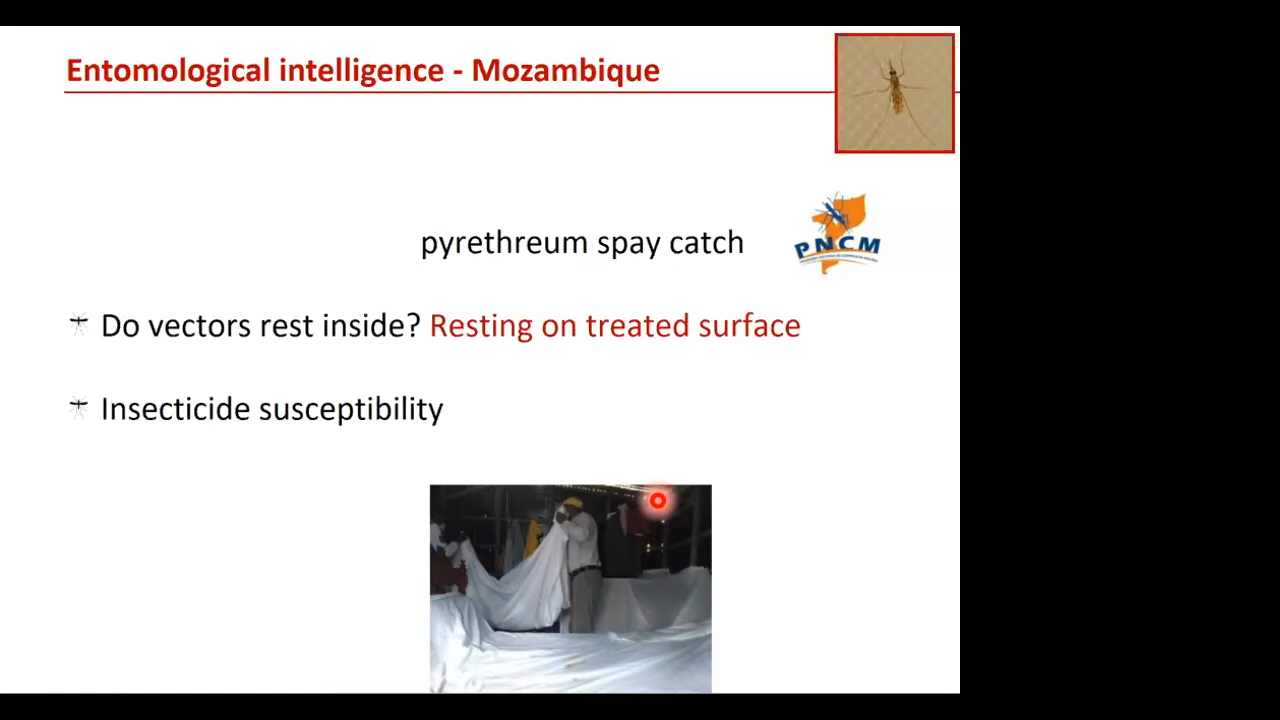 Entomological intelligence - Mozambique
pyrethreum spay catch
PNCM
Do vectors rest inside? Resting on treated surface
Insecticide susceptibility